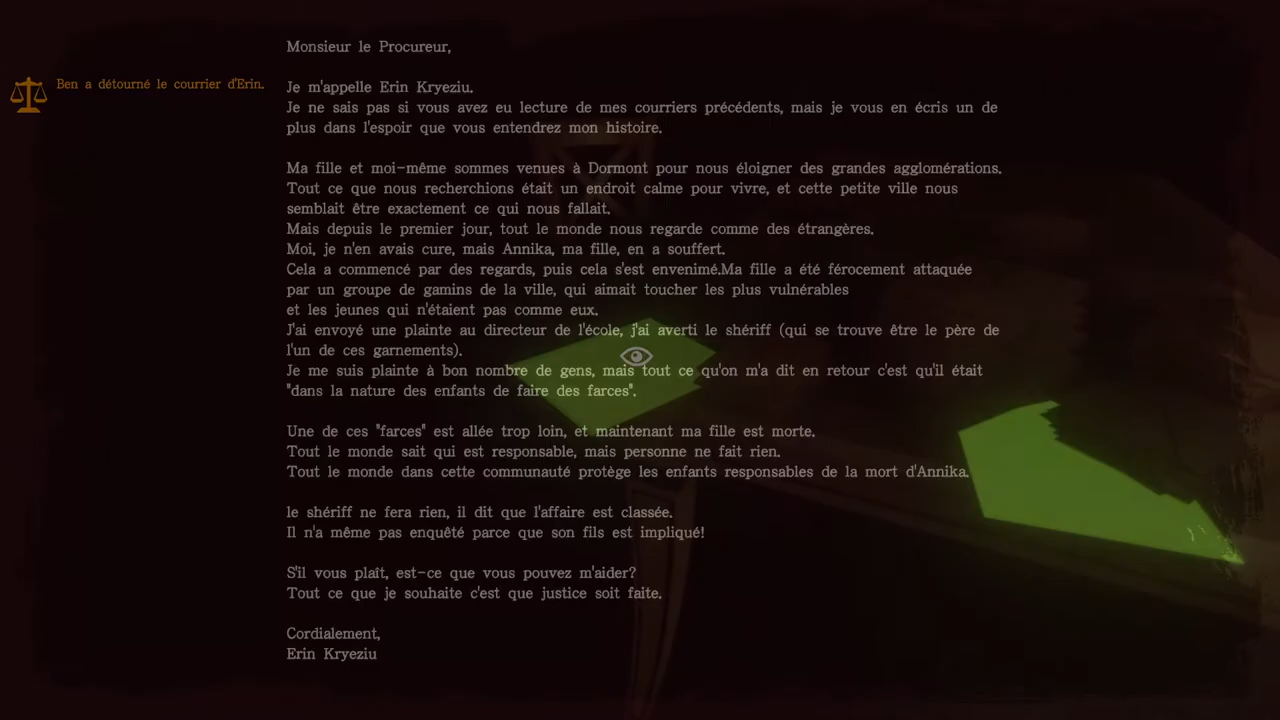 Monsieur le Procureur,
Ben a détourné le courrier d'Erin.
Je m'appelle Erin Kryeziu.
Je ne sais pas si vous avez eu lecture de mes courriers précédents, mais je vous en écris un de
plus dans l'espoir que vous entendrez mon histoire.
Ma fille et moi-même sommes venues à Dormont pour nous éloigner des grandes agglomérations.
Tout ce que nous recherchions était un endroit calme pour vivre, et cette petite ville nous
semblait être exactement ce qui nous fallait.
Mais depuis le premier jour, tout le monde nous regarde comme des étrangères.
Moi, je n'en avais cure, mais Annika, ma fille, en a souffert.
Cela a commencé par des regards, puis cela s'est envenimé.Ma fille a été férocement attaquée
par un groupe de gamins de la ville, qui aimait toucher les plus vulnérables
et les jeunes qui n'étaient pas comme eux.
J'ai envoyé une plainte au directeur de l'école, j'ai averti le shériff (qui se trouve être le père de
l'un de ces garnements).
Je me suis plainte à bon nombre de gens, mais tout ce qu'on m'a dit en retour c'est qu'il était
"dans la nature des enfants de faire des farces".
Une de ces "farces" est allée trop loin, et maintenant ma fille est morte.
Tout le monde sait qui est responsable, mais personne ne fait rien.
Tout le monde dans cette communauté protège les enfants responsables de la mort d'Annika.
le shériff ne fera rien, il dit que l'affaire est classée.
Il n'a même pas enquêté parce que son fils est impliqué!
S'il vous plaît, est-ce que vous pouvez m'aider?
Tout ce que je souhaite c'est que justice soit faite.
Cordialement,
Erin Kryeziu